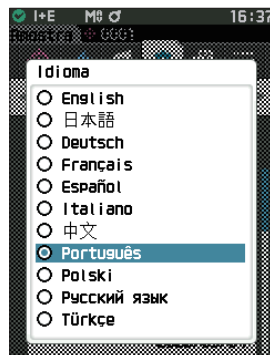 I+E M0 16:37
Amostra 0001
Idioma
English
日本語
Deutsch
Français
Español
Italiano
中文
Português
Polski
Русский язык
Türkçe